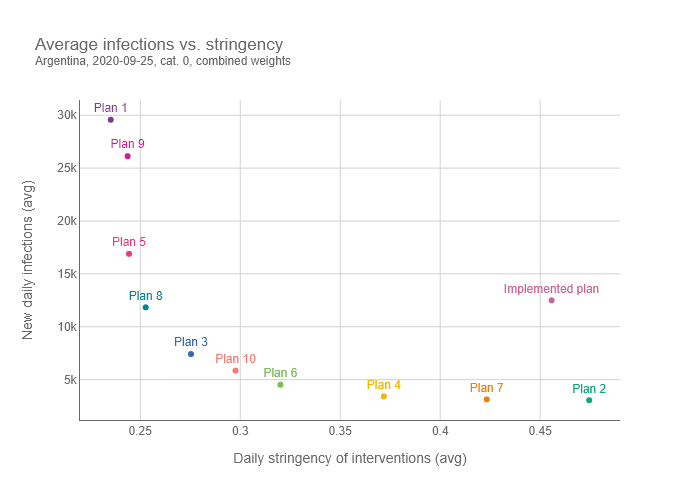 Average infections vs. stringency
Argentina, 2020-09-25, cat. 0, combined weights
New daily infections (avg)
30k
25k
20k
15k
10k
5k
Plan 1
Plan 9
Plan 5
Plan 8
Implemented plan
Plan 3
Plan 10
Plan 6
Plan 4
Plan 7
Plan 2
0.25
0.3
0.35
0.4
0.45
Daily stringency of interventions (avg)